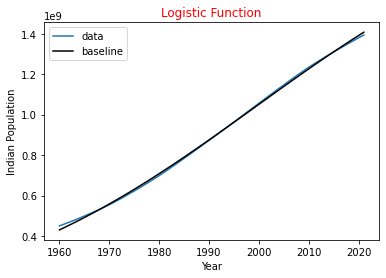 Logistic Function
1e9
data
baseline
1.4
1.2
1.0
0.8
0.6
0.4
Indian Population
1960 1970 1980 1990 2000 2010 2020
Year